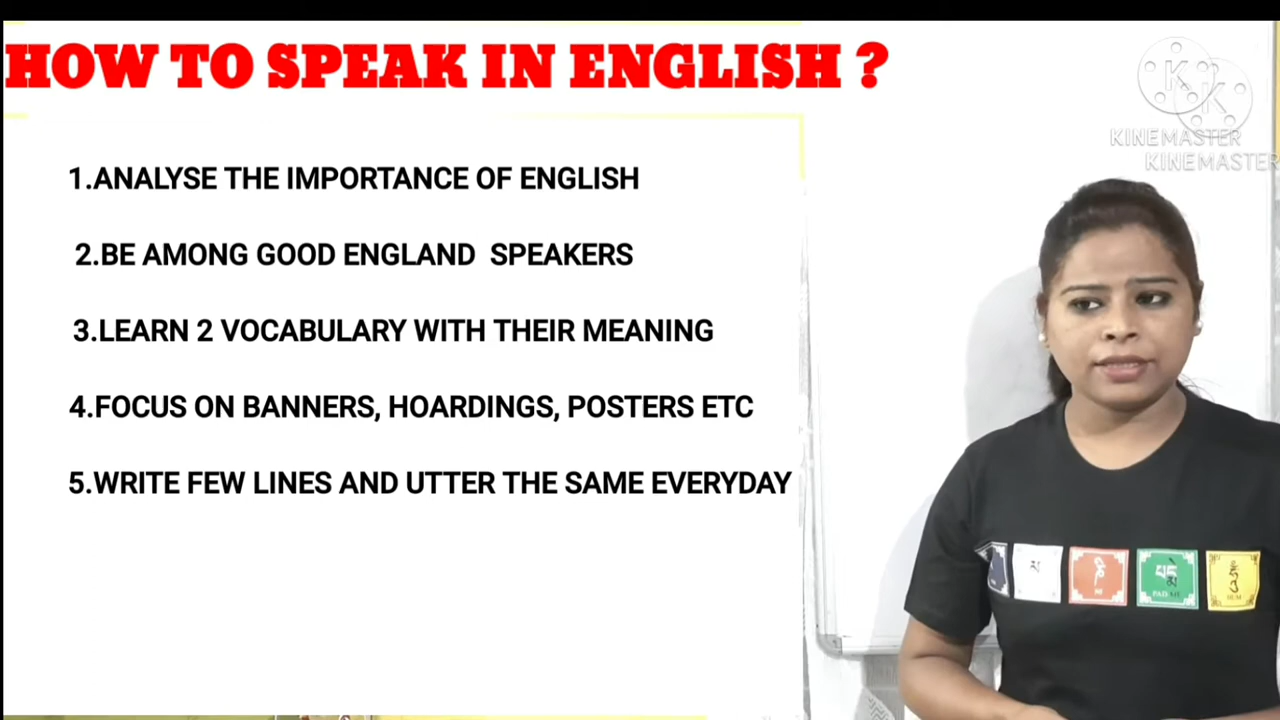 HOW TO SPEAK IN ENGLISH ?
KINEMASTER
KINEMASTER
1.ANALYSE THE IMPORTANCE OF ENGLISH
2.BE AMONG GOOD ENGLAND SPEAKERS
3.LEARN 2 VOCABULARY WITH THEIR MEANING
4.FOCUS ON BANNERS, HOARDINGS, POSTERS ETC
5.WRITE FEW LINES AND UTTER THE SAME EVERYDAY
HUM